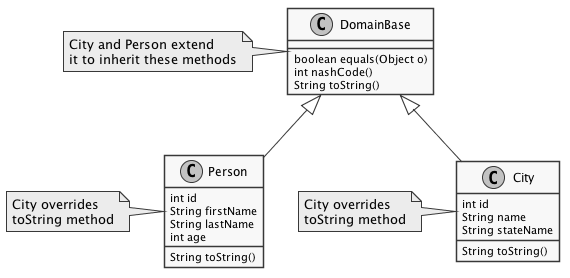 C DomainBase
City and Person extend
it to inherit these methods
boolean equals(Object o)
int nashCode()
String toString()
C Person
int id
String firstName
String lastName
int age
String toString()
City overrides
toString method
C City
int id
String name
String stateName
String toString()
City overrides
toString method